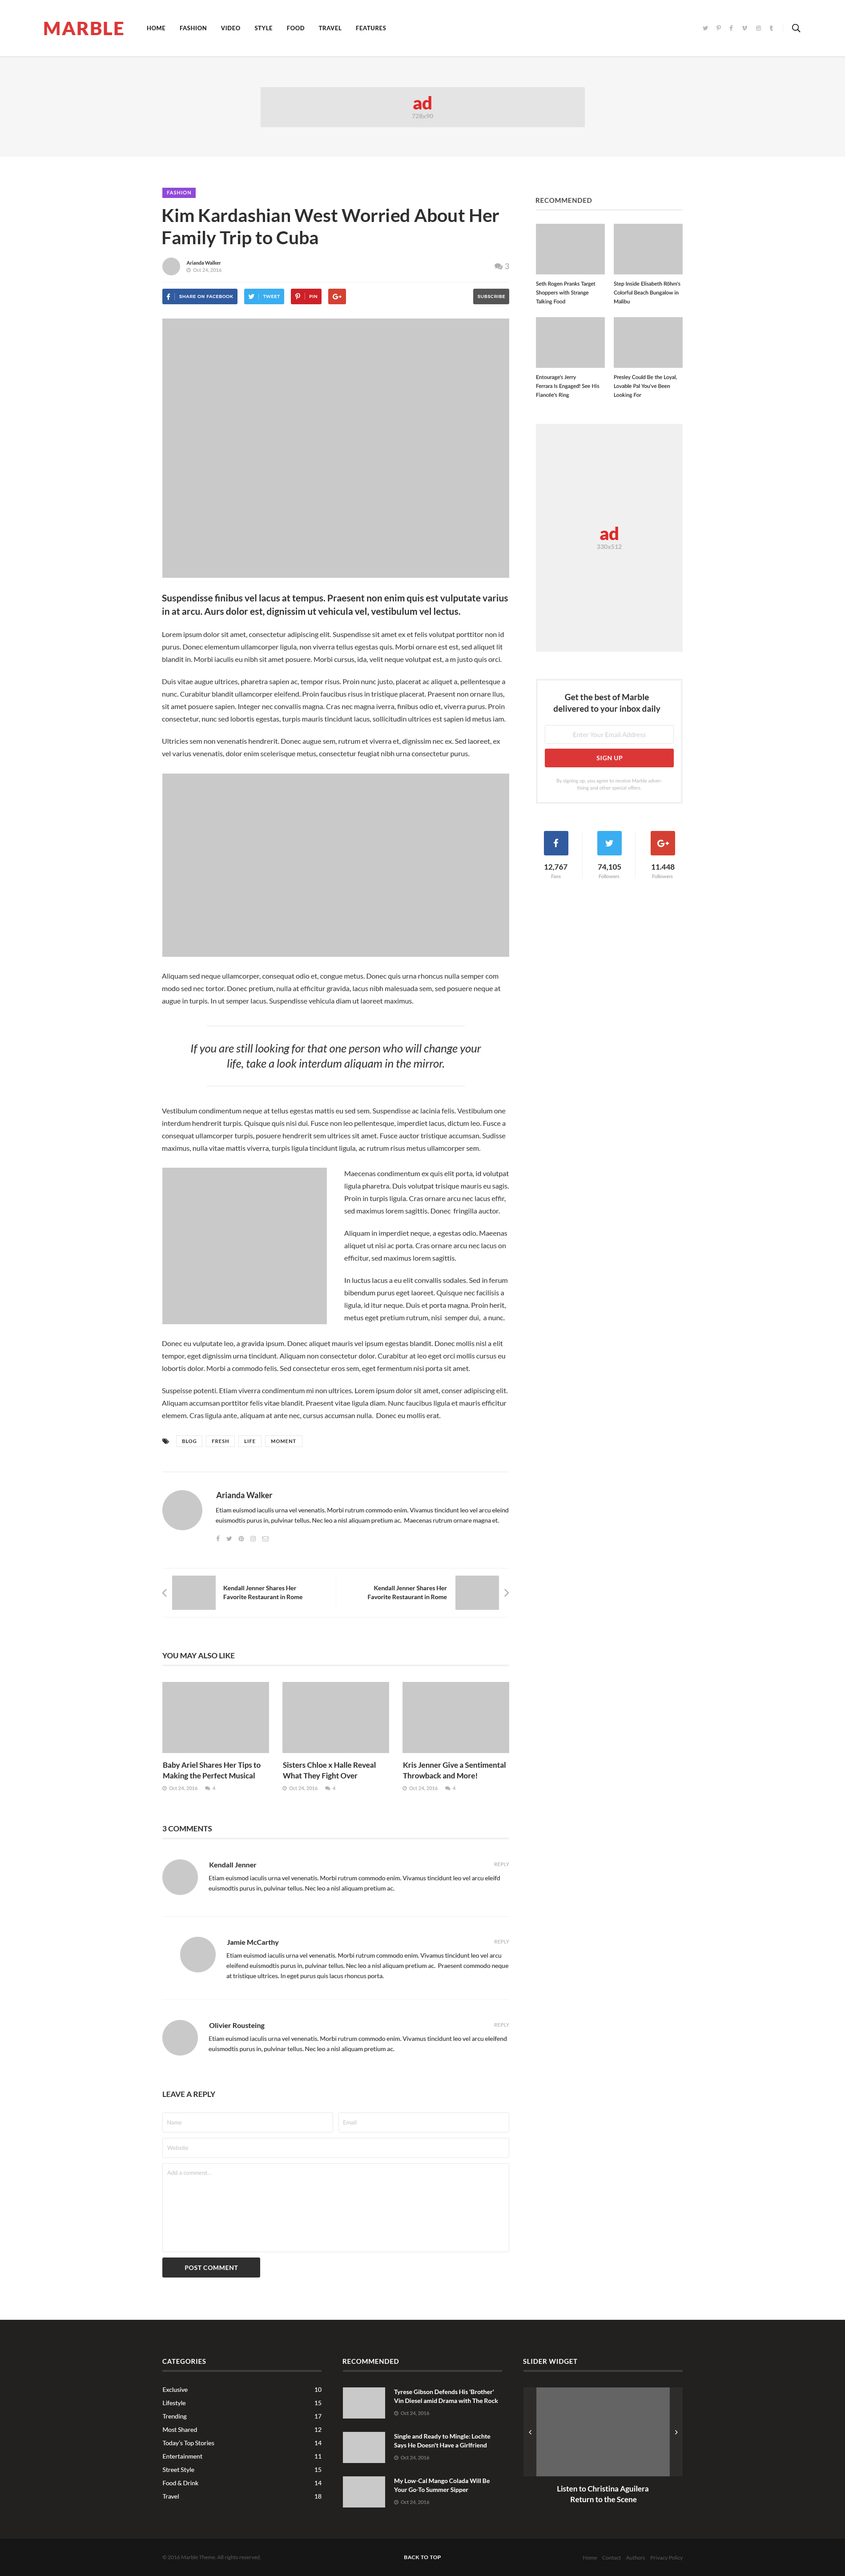 MARBLE
HOME FASHION VIDEO STYLE FOOD TRAVEL FEATURES
ad
728x90
FASHION
Kim Kardashian West Worried About Her
Family Trip to Cuba
Arianda Walker
Oct 24, 2016
3
SHARE ON FACEBOOK
TWEET
PIN
SUBSCRIBE
Suspendisse finibus vel lacus at tempus. Praesent non enim quis est vulputate varius
in at arcu. Aurs dolor est, dignissim ut vehicula vel, vestibulum vel lectus.
Lorem ipsum dolor sit amet, consectetur adipiscing elit. Suspendisse sit amet ex et felis volutpat porttitor non id
purus. Donec elementum ullamcorper ligula, non viverra tellus egestas quis. Morbi ornare est est, sed aliquet lit
blandit in. Morbi iaculis eu nibh sit amet posuere. Morbi cursus, ida, velit neque volutpat est, a m justo quis orci.
Duis vitae augue ultrices, pharetra sapien ac, tempor risus. Proin nunc justo, placerat ac aliquet a, pellentesque a
nunc. Curabitur blandit ullamcorper eleifend. Proin faucibus risus in tristique placerat. Praesent non ornare llus,
sit amet posuere sapien. Integer nec convallis magna. Cras nec magna iverra, finibus odio et, viverra purus. Proin
consectetur, nunc sed lobortis egestas, turpis mauris tincidunt lacus, sollicitudin ultrices est sapien id metus iam.
Ultricies sem non venenatis hendrerit. Donec augue sem, rutrum et viverra et, dignissim nec ex. Sed laoreet, ex
vel varius venenatis, dolor enim scelerisque metus, consectetur feugiat nibh urna consectetur purus.
Aliquam sed neque ullamcorper, consequat odio et, congue metus. Donec quis urna rhoncus nulla semper com
modo sed nec tortor. Donec pretium, nulla at efficitur gravida, lacus nibh malesuada sem, sed posuere neque at
augue in turpis. In ut semper lacus. Suspendisse vehicula diam ut laoreet maximus.
If you are still looking for that one person who will change your
life, take a look interdum aliquam in the mirror.
Vestibulum condimentum neque at tellus egestas mattis eu sed sem. Suspendisse ac lacinia felis. Vestibulum one
interdum hendrerit turpis. Quisque quis nisi dui. Fusce non leo pellentesque, imperdiet lacus, dictum leo. Fusce a
consequat ullamcorper turpis, posuere hendrerit sem ultrices sit amet. Fusce auctor tristique accumsan. Sudisse
maximus, nulla vitae mattis viverra, turpis ligula tincidunt ligula, ac rutrum risus metus ullamcorper sem.
Maecenas condimentum ex quis elit porta, id volutpat
ligula pharetra. Duis volutpat trisique mauris eu sagis.
Proin in turpis ligula. Cras ornare arcu nec lacus effir,
sed maximus lorem sagittis. Donec fringilla auctor.
Aliquam in imperdiet neque, a egestas odio. Maeenas
aliquet ut nisi ac porta. Cras ornare arcu nec lacus on
efficitur, sed maximus lorem sagittis.
In luctus lacus a eu elit convallis sodales. Sed in ferum
bibendum purus eget laoreet. Quisque nec facilisis a
ligula, id itur neque. Duis et porta magna. Proin herit,
metus eget pretium rutrum, nisi semper dui, a nunc.
Donec eu vulputate leo, a gravida ipsum. Donec aliquet mauris vel ipsum egestas blandit. Donec mollis nisl a elit
tempor, eget dignissim urna tincidunt. Aliquam non consectetur dolor. Curabitur at leo eget orci mollis cursus eu
lobortis dolor. Morbi a commodo felis. Sed consectetur eros sem, eget fermentum nisi porta sit amet.
Suspeisse potenti. Etiam viverra condimentum mi non ultrices. Lorem ipsum dolor sit amet, conser adipiscing elit.
Aliquam accumsan porttitor felis vitae blandit. Praesent vitae ligula diam. Nunc faucibus ligula et mauris efficitur
elemem. Cras ligula ante, aliquam at ante nec, cursus accumsan nulla. Donec eu mollis erat.
BLOG FRESH LIFE MOMENT
Arianda Walker
Etiam euismod iaculis urna vel venenatis. Morbi rutrum commodo enim. Vivamus tincidunt leo vel arcu eleind
euismodtis purus in, pulvinar tellus. Nec leo a nisl aliquam pretium ac. Maecenas rutrum ornare magna et.
Kendall Jenner Shares Her
Favorite Restaurant in Rome
Kendall Jenner Shares Her
Favorite Restaurant in Rome
YOU MAY ALSO LIKE
Baby Ariel Shares Her Tips to
Making the Perfect Musical
Oct 24, 2016 4
Sisters Chloe x Halle Reveal
What They Fight Over
Oct 24, 2016 4
Kris Jenner Give a Sentimental
Throwback and More!
Oct 24, 2016 4
3 COMMENTS
Kendall Jenner
REPLY
Etiam euismod iaculis urna vel venenatis. Morbi rutrum commodo enim. Vivamus tincidunt leo vel arcu eleifd
euismodtis purus in, pulvinar tellus. Nec leo a nisl aliquam pretium ac.
Jamie McCarthy
REPLY
Etiam euismod iaculis urna vel venenatis. Morbi rutrum commodo enim. Vivamus tincidunt leo vel arcu
eleifend euismodtis purus in, pulvinar tellus. Nec leo a nisl aliquam pretium ac. Praesent commodo neque
at tristique ultrices. In eget purus quis lacus rhoncus porta.
Olivier Rousteing
REPLY
Etiam euismod iaculis urna vel venenatis. Morbi rutrum commodo enim. Vivamus tincidunt leo vel arcu eleifend
euismodtis purus in, pulvinar tellus. Nec leo a nisl aliquam pretium ac.
LEAVE A REPLY
Name
Email
Website
Add a comment...
POST COMMENT
RECOMMENDED
Seth Rogen Pranks Target
Shoppers with Strange
Talking Food
Step Inside Elisabeth Röhm's
Colorful Beach Bungalow in
Malibu
Entourage's Jerry
Ferrara Is Engaged! See His
Fiancée's Ring
Presley Could Be the Loyal,
Lovable Pal You've Been
Looking For
ad
330x512
Get the best of Marble
delivered to your inbox daily
Enter Your Email Address
SIGN UP
By signing up, you agree to receive Marble adver-
tising and other special offers.
12,767
Fans
74,105
Followers
11.448
Followers
CATEGORIES
Exclusive 10
Lifestyle 15
Trending 17
Most Shared 12
Today's Top Stories 14
Entertainment 11
Street Style 15
Food & Drink 14
Travel 18
RECOMMENDED
Tyrese Gibson Defends His 'Brother'
Vin Diesel amid Drama with The Rock
Oct 24, 2016
Single and Ready to Mingle: Lochte
Says He Doesn't Have a Girlfriend
Oct 24, 2016
My Low-Cal Mango Colada Will Be
Your Go-To Summer Sipper
Oct 24, 2016
SLIDER WIDGET
Listen to Christina Aguilera
Return to the Scene
© 2016 Marble Theme. All rights reserved.
BACK TO TOP
Home Contact Authors Privacy Policy